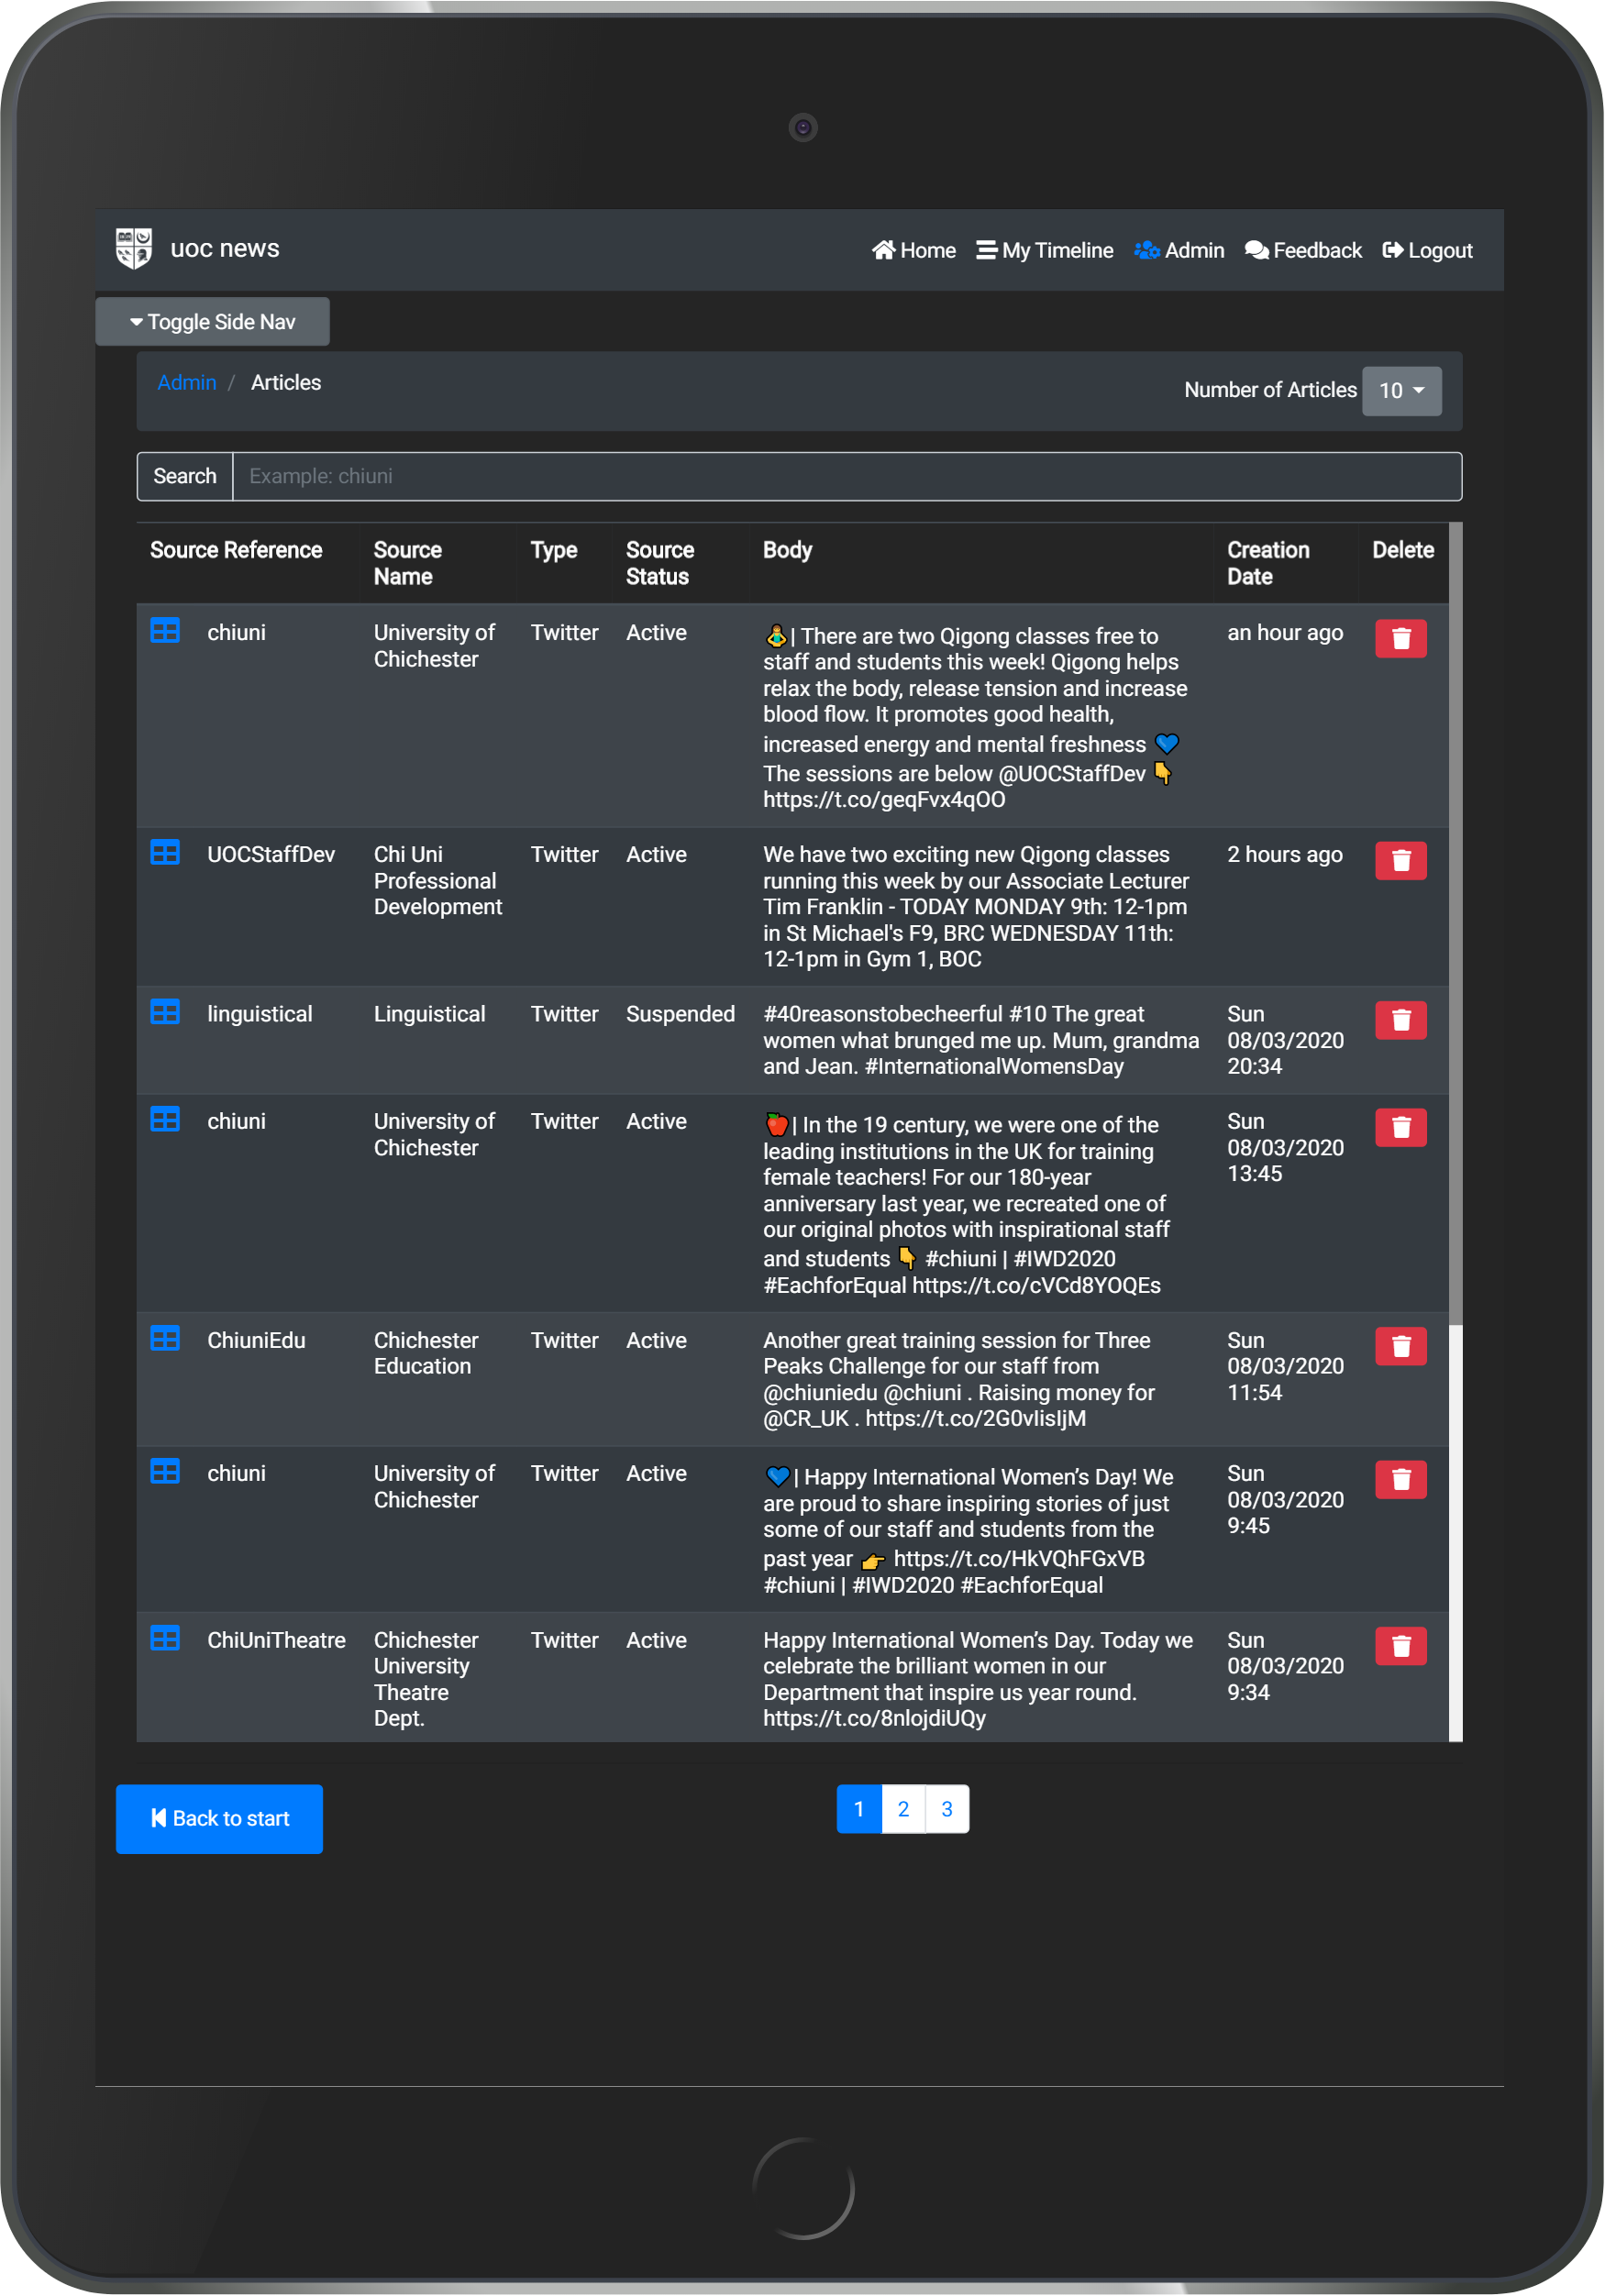 uoc news
Home My Timeline Admin Feedback Logout
Toggle Side Nav
Admin / Articles
Number of Articles 10
Search Example: chiuni
Source Reference Source Name Type Source Status Body Creation Date Delete
chiuni
University of
Chichester
Twitter
Active
🧘| There are two Qigong classes free to
staff and students this week! Qigong helps
relax the body, release tension and increase
blood flow. It promotes good health,
increased energy and mental freshness 💙
The sessions are below @UOCStaffDev 👇
https://t.co/geqFvx4qOO
an hour ago
UOCStaffDev
Chi Uni
Professional
Development
Twitter
Active
We have two exciting new Qigong classes
running this week by our Associate Lecturer
Tim Franklin - TODAY MONDAY 9th: 12-1pm
in St Michael's F9, BRC WEDNESDAY 11th:
12-1pm in Gym 1, BOC
2 hours ago
linguistical
Linguistical
Twitter
Suspended
#40reasonstobecheerful #10 The great
women what brunged me up. Mum, grandma
and Jean. #InternationalWomensDay
Sun
08/03/2020
20:34
chiuni
University of
Chichester
Twitter
Active
🍎| In the 19 century, we were one of the
leading institutions in the UK for training
female teachers! For our 180-year
anniversary last year, we recreated one of
our original photos with inspirational staff
and students 👇 #chiuni | #IWD2020
#EachforEqual https://t.co/cVCd8YOQEs
Sun
08/03/2020
13:45
ChiuniEdu
Chichester
Education
Twitter
Active
Another great training session for Three
Peaks Challenge for our staff from
@chiuniedu @chiuni . Raising money for
@CR_UK . https://t.co/2G0vIisIjM
Sun
08/03/2020
11:54
chiuni
University of
Chichester
Twitter
Active
💙| Happy International Women’s Day! We
are proud to share inspiring stories of just
some of our staff and students from the
past year 👉 https://t.co/HkVQhFGxVB
#chiuni | #IWD2020 #EachforEqual
Sun
08/03/2020
9:45
ChiUniTheatre
Chichester
University
Theatre
Dept.
Twitter
Active
Happy International Women’s Day. Today we
celebrate the brilliant women in our
Department that inspire us year round.
https://t.co/8nlojdiUQy
Sun
08/03/2020
9:34
Back to start
1 2 3